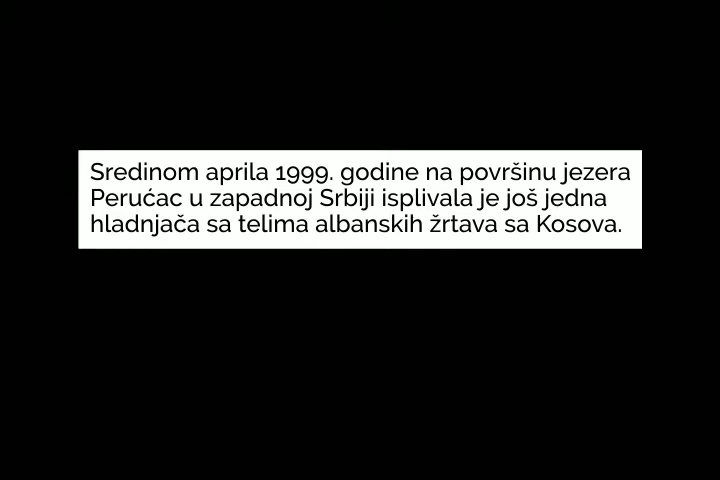 Sredinom aprila 1999. godine na površinu jezera
Perućac u zapadnoj Srbiji isplivala je još jedna
hladnjača sa telima albanskih žrtava sa Kosova.